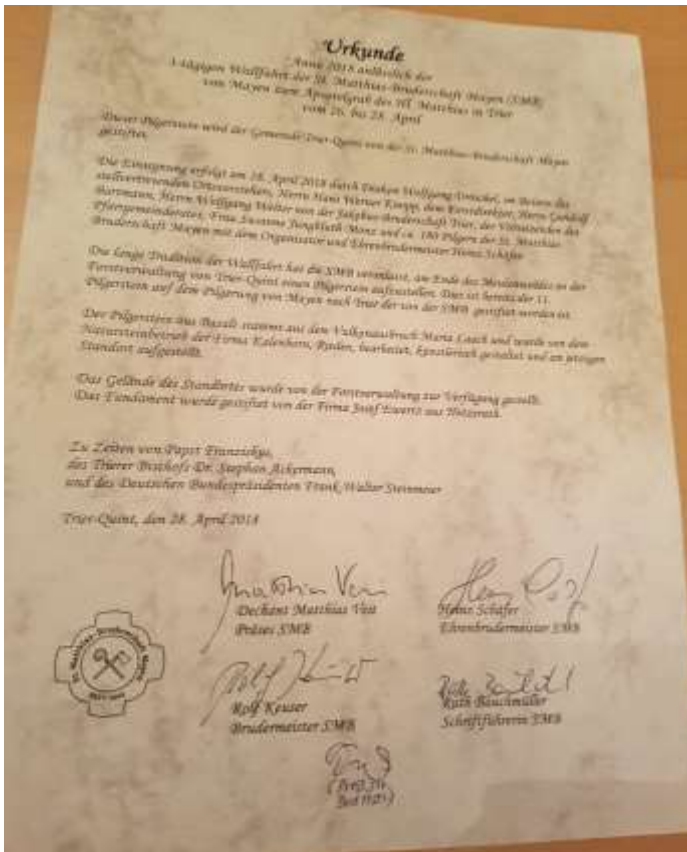 Urkunde
Anno 2018 anläßlich der
3-tägigen Wallfahrt der St. Matthias-Bruderschaft Mayen (SMB)
von Mayen zum Apostelgrab des Hl. Matthias in Trier
vom 26. bis 28. April
Dieser Pilgerstein wird der Gemeinde Trier-Quint von der St. Matthias-Bruderschaft Mayen
gestiftet.
Die Einsegnung erfolgt am 28. April 2018 durch Diakon Wolfgang im Beisein des
stellvertretenden Ortsvorstehers, Herrn Hans Werner Knopp, dem Forstdirektor, Herrn Gundolf
Bartmann, Herrn Wolfgang Welter von der Jakobus-Bruderschaft Trier, der Vorsitzenden des
Pfarrgemeinderates, Frau Susanne Münz und ca. 180 Pilgern der St. Matthias
Bruderschaft Mayen mit dem Organisator und Ehrenbrudermeister Heinz Schäfer
Die lange Tradition der Wallfahrt hat die SMB veranlasst, am Ende des in der
Forstverwaltung von Trier-Quint einen Pilgerstein aufzustellen. Dies ist bereits der 11.
Pilgerstein auf dem Pilgerweg von Mayen nach Trier der von der SMB gestiftet worden ist.
Der Pilgerstein aus Basalt stammt aus dem Maria Laach und wurde von dem
Natursteinbetrieb der Firma Kalenborn, bearbeitet, künstlerisch gestaltet und an jetzigen
Standort aufgestellt.
Das Gelände des Standortes wurde von der Forstverwaltung zur Verfügung gestellt.
Das Fundament wurde gestiftet von der Firma Josef Ewertz aus Hetzerath.
Zu Zeiten von Papst Franziskus,
des Trierer Bischofs Dr. Stephan Ackermann,
und des Deutschen Bundespräsidenten Frank-Walter Steinmeier
Trier-Quint, den 28. April 2018
Dechant Matthias Veit
Präses SMB
Heinz Schäfer
Ehrenbrudermeister SMB
St. Matthias-Bruderschaft Mayen
Rolf Keuser
Brudermeister SMB
Ruth Bauchmüller
Schriftführerin SMB